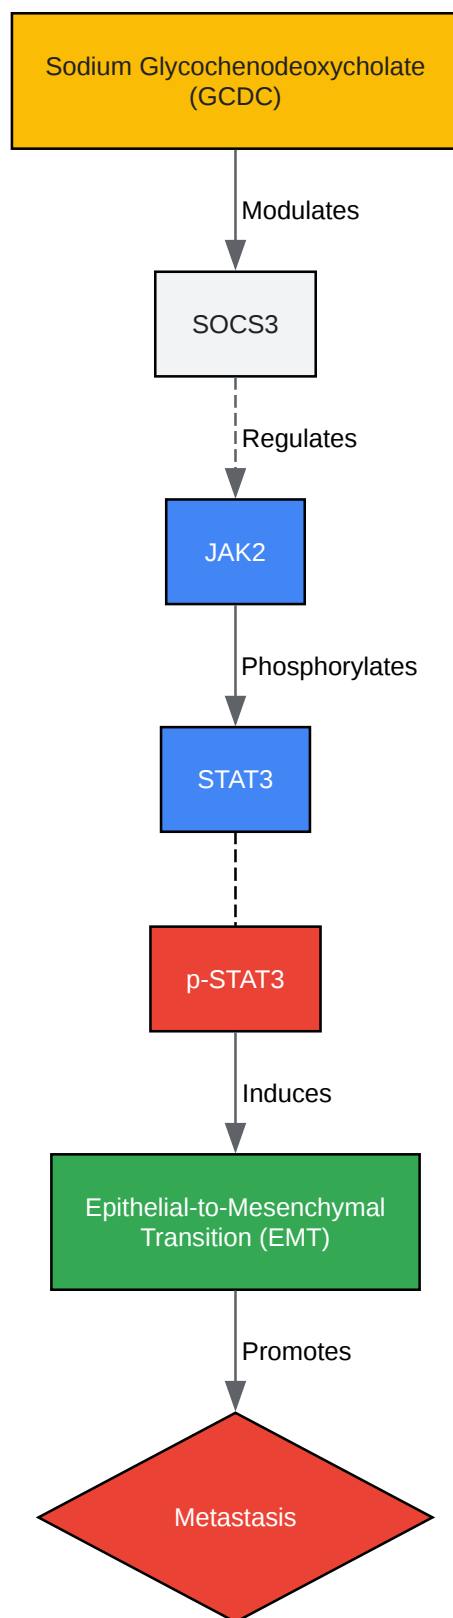 Sodium Glycochenodeoxycholate
(GCDC)
Modulates
SOCS3
Regulates
JAK2
Phosphorylates
STAT3
p-STAT3
Induces
Epithelial-to-Mesenchymal
Transition (EMT)
Promotes
Metastasis